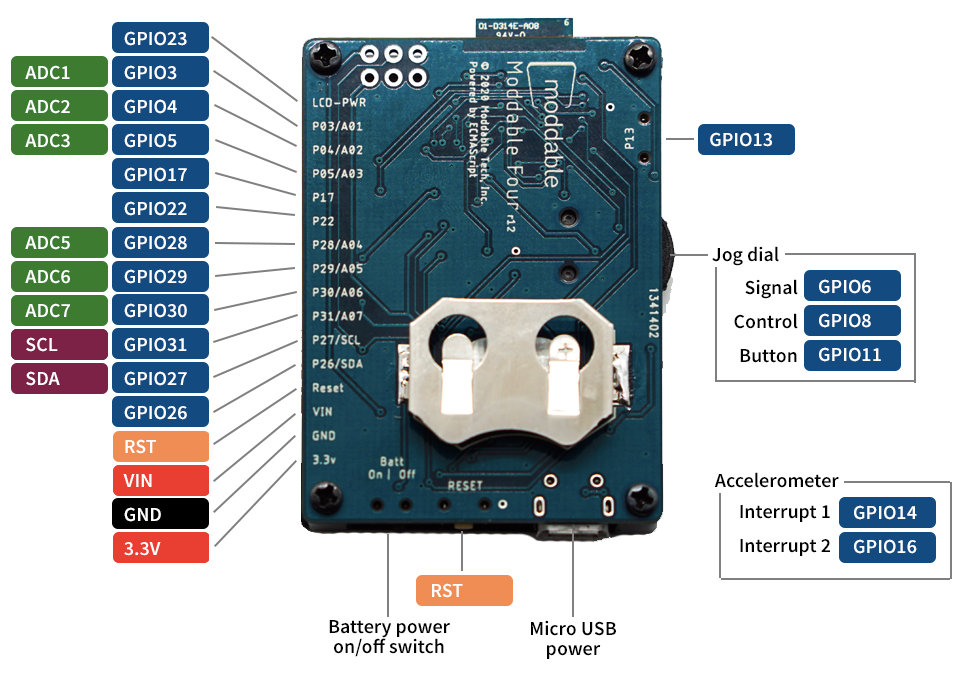 GPIO23
ADC1 GPIO3
ADC2 GPIO4
ADC3 GPIO5
GPIO17
GPIO22
ADC5 GPIO28
ADC6 GPIO29
ADC7 GPIO30
SCL GPIO31
SDA GPIO27
GPIO26
RST
VIN
GND
3.3V
01-D314E-A08 6
94V-0
LCD-PWR
P03/A01
P04/A02
P05/A03
P17
P22
P28/A04
P29/A05
P30/A06
P31/A07
P27/SCL
P26/SDA
Reset
VIN
GND
3.3v
moddable
Moddable Four r12
© 2020 Moddable Tech, Inc.
Powered by ECMAScript
P13
1341402
Batt
On | Off
RESET
GPIO13
Jog dial
Signal GPIO6
Control GPIO8
Button GPIO11
Accelerometer
Interrupt 1 GPIO14
Interrupt 2 GPIO16
RST
Battery power
on/off switch
Micro USB
power